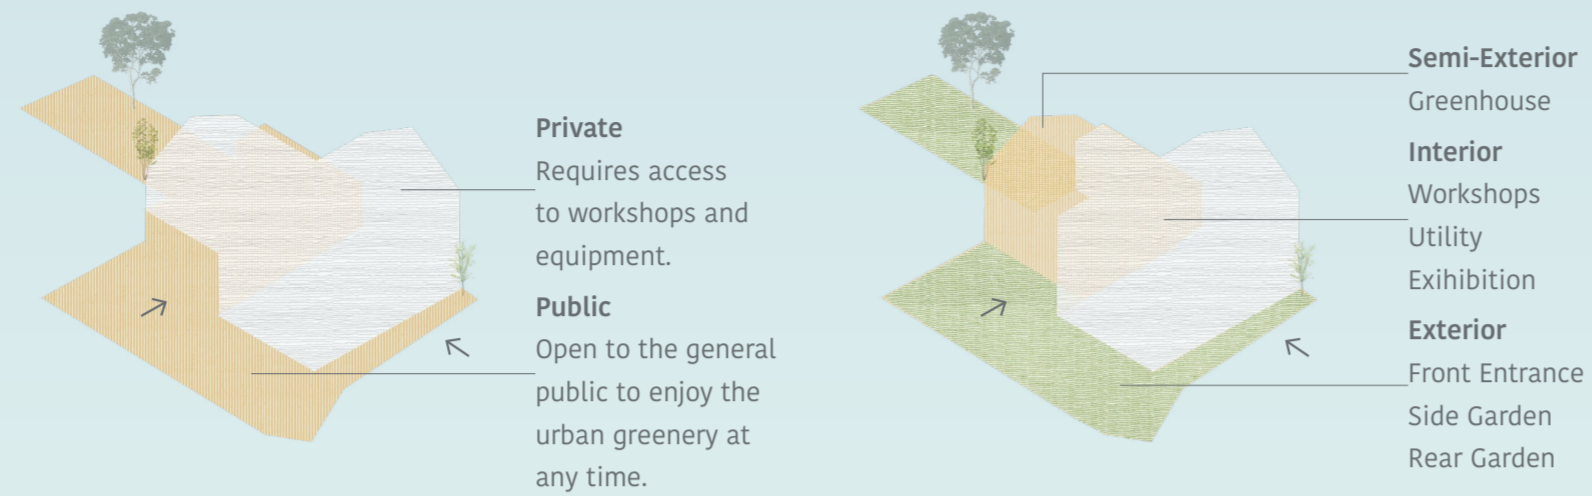 Private
Requires access
to workshops and
equipment.
Public
Open to the general
public to enjoy the
urban greenery at
any time.
Semi-Exterior
Greenhouse
Interior
Workshops
Utility
Exihibition
Exterior
Front Entrance
Side Garden
Rear Garden